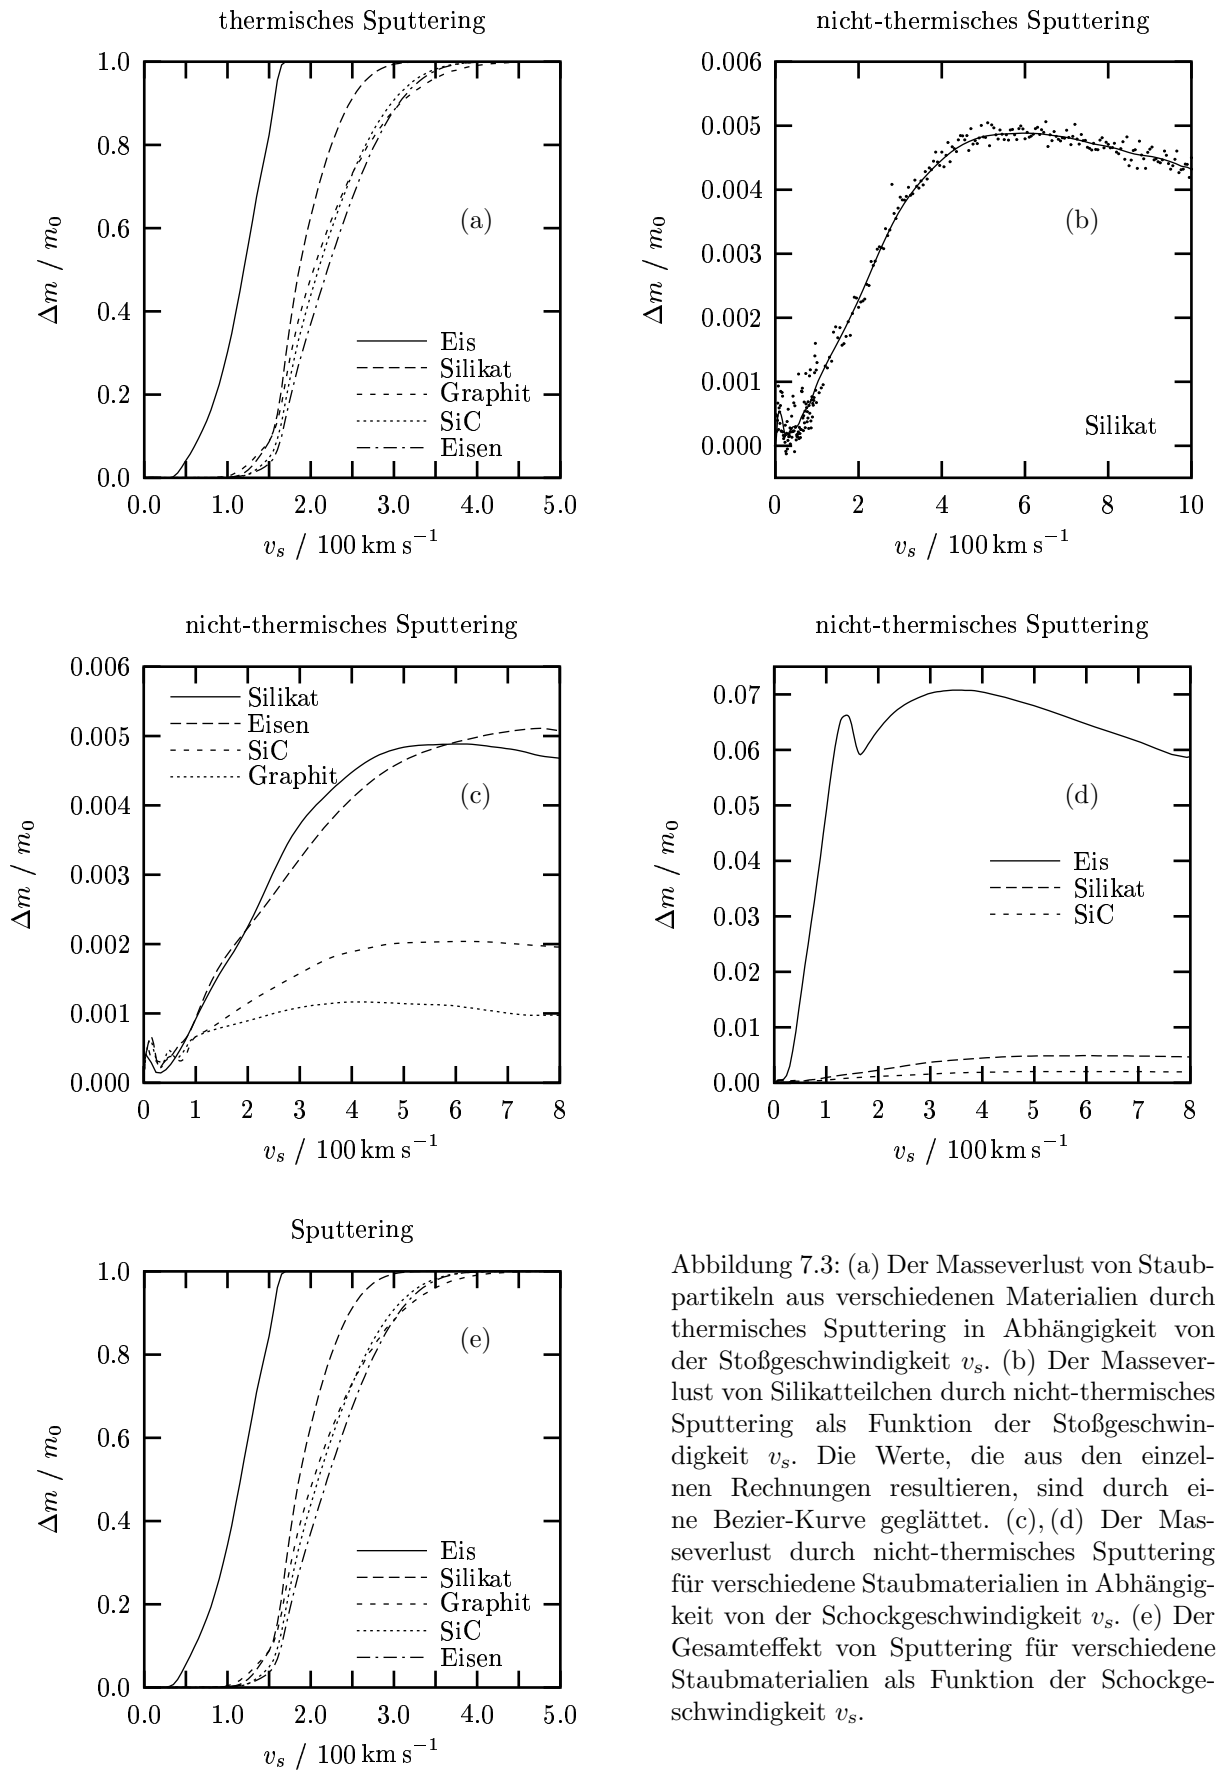 thermisches Sputtering
1.0
0.8
0.6
0.4
0.2
0.0
Δm / m₀
(a)
Eis
Silikat
Graphit
SiC
Eisen
0.0 1.0 2.0 3.0 4.0 5.0
vₛ / 100 km s⁻¹
nicht-thermisches Sputtering
0.006
0.005
0.004
0.003
0.002
0.001
0.000
Δm / m₀
(b)
Silikat
0 2 4 6 8 10
vₛ / 100 km s⁻¹
nicht-thermisches Sputtering
0.006
0.005
0.004
0.003
0.002
0.001
0.000
Δm / m₀
Silikat
Eisen
SiC
Graphit
(c)
0 1 2 3 4 5 6 7 8
vₛ / 100 km s⁻¹
nicht-thermisches Sputtering
0.07
0.06
0.05
0.04
0.03
0.02
0.01
0.00
Δm / m₀
(d)
Eis
Silikat
SiC
0 1 2 3 4 5 6 7 8
vₛ / 100 km s⁻¹
Sputtering
1.0
0.8
0.6
0.4
0.2
0.0
Δm / m₀
(e)
Eis
Silikat
Graphit
SiC
Eisen
0.0 1.0 2.0 3.0 4.0 5.0
vₛ / 100 km s⁻¹
Abbildung 7.3: (a) Der Masseverlust von Staub-
partikeln aus verschiedenen Materialien durch
thermisches Sputtering in Abhängigkeit von
der Stoßgeschwindigkeit vₛ. (b) Der Massever-
lust von Silikatteilchen durch nicht-thermisches
Sputtering als Funktion der Stoßgeschwin-
digkeit vₛ. Die Werte, die aus den einzel-
nen Rechnungen resultieren, sind durch ei-
ne Bezier-Kurve geglättet. (c), (d) Der Mas-
severlust durch nicht-thermisches Sputtering
für verschiedene Staubmaterialien in Abhängig-
keit von der Schockgeschwindigkeit vₛ. (e) Der
Gesamteffekt von Sputtering für verschiedene
Staubmaterialien als Funktion der Schockge-
schwindigkeit vₛ.